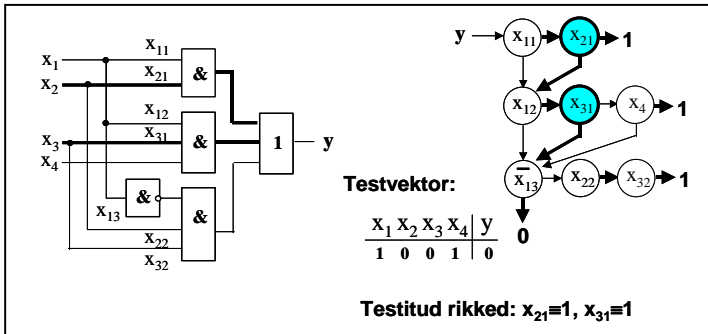 x₁ x₁₁ &
x₂ x₂₁
x₁₂ &
x₃ x₃₁
x₄
1 y
& &
x₁₃
x₂₂
x₃₂
y x₁₁ x₂₁ 1
x₁₂ x₃₁ x₄ 1
x̄₁₃ x₂₂ x₃₂ 1
0
Testvektor:
x₁ x₂ x₃ x₄ y
1 0 0 1 0
Testitud rikked: x₂₁≡1, x₃₁≡1